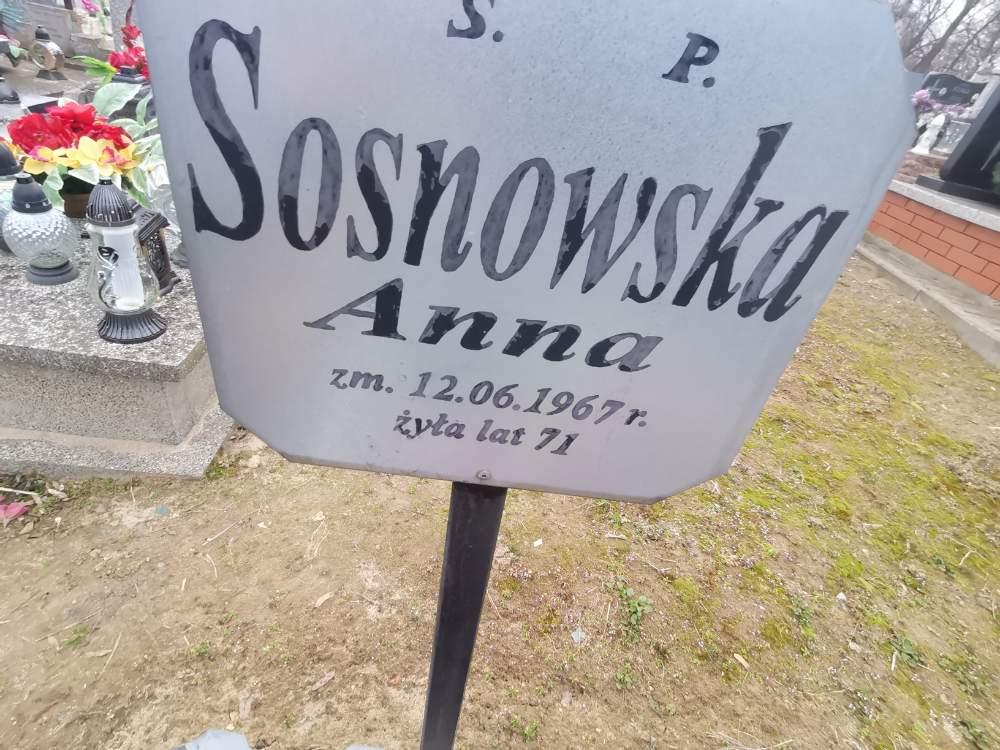 Ś. P.
Sosnowska
Anna
zm. 12.06.1967 r.
żyła lat 71